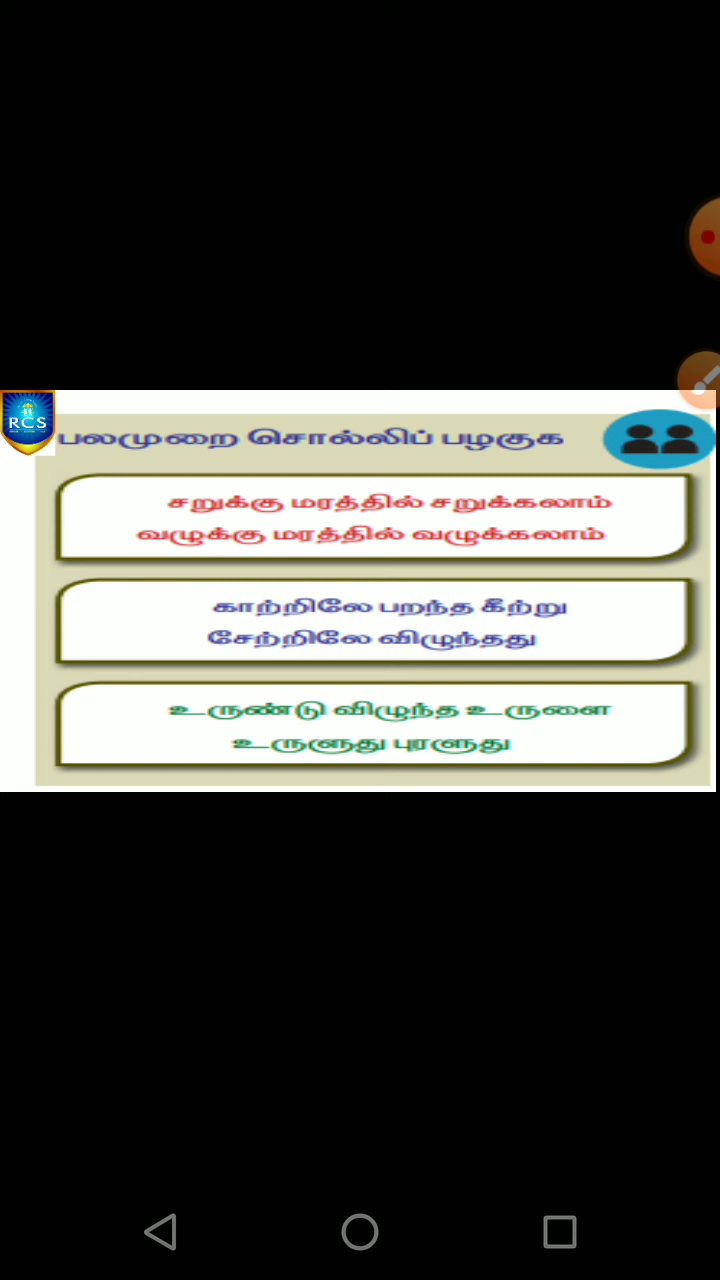 RCS
பலமுறை சொல்லிப் பழகுக
சறுக்கு மரத்தில் சறுக்கலாம்
வழுக்கு மரத்தில் வழுக்கலாம்
காற்றிலே பறந்த கீற்று
சேற்றிலே விழுந்தது
உருண்டு விழுந்த உருளை
உருளுது புரளுது